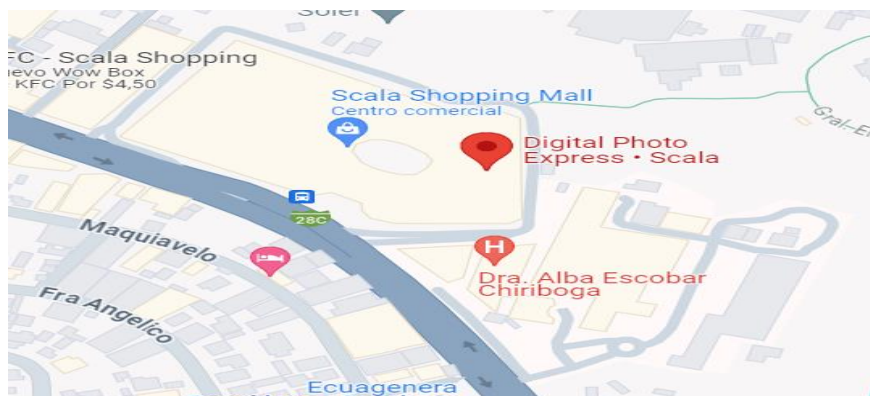 Soler
FC - Scala Shopping
uevo Wow Box
KFC Por $4,50
Scala Shopping Mall
Centro comercial
Digital Photo
Express • Scala
Gral. E
28C
Maquiavelo
H
Dra. Alba Escobar
Chiriboga
Fra Angelico
Ecuagenera